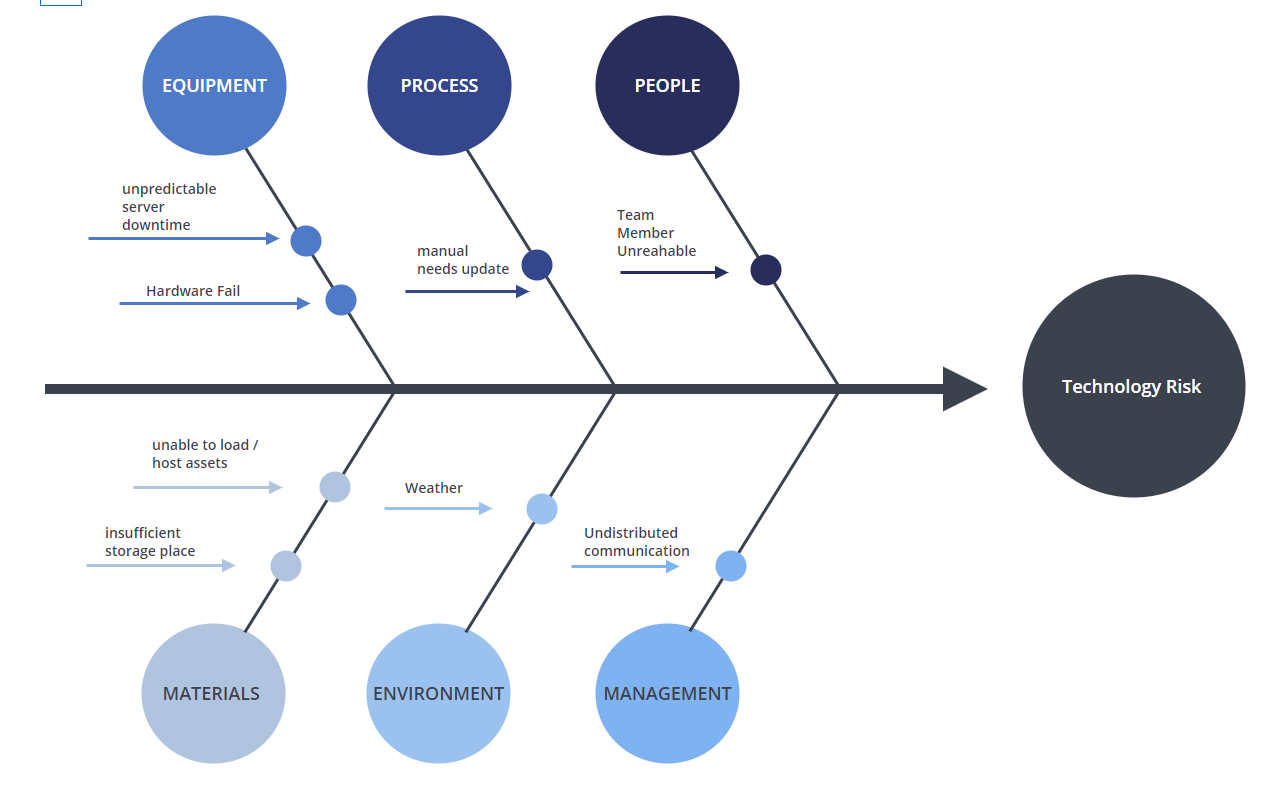 EQUIPMENT
PROCESS
PEOPLE
unpredictable
server
downtime
Hardware Fail
manual
needs update
Team
Member
Unreahable
Technology Risk
unable to load /
host assets
insufficient
storage place
Weather
Undistributed
communication
MATERIALS
ENVIRONMENT
MANAGEMENT